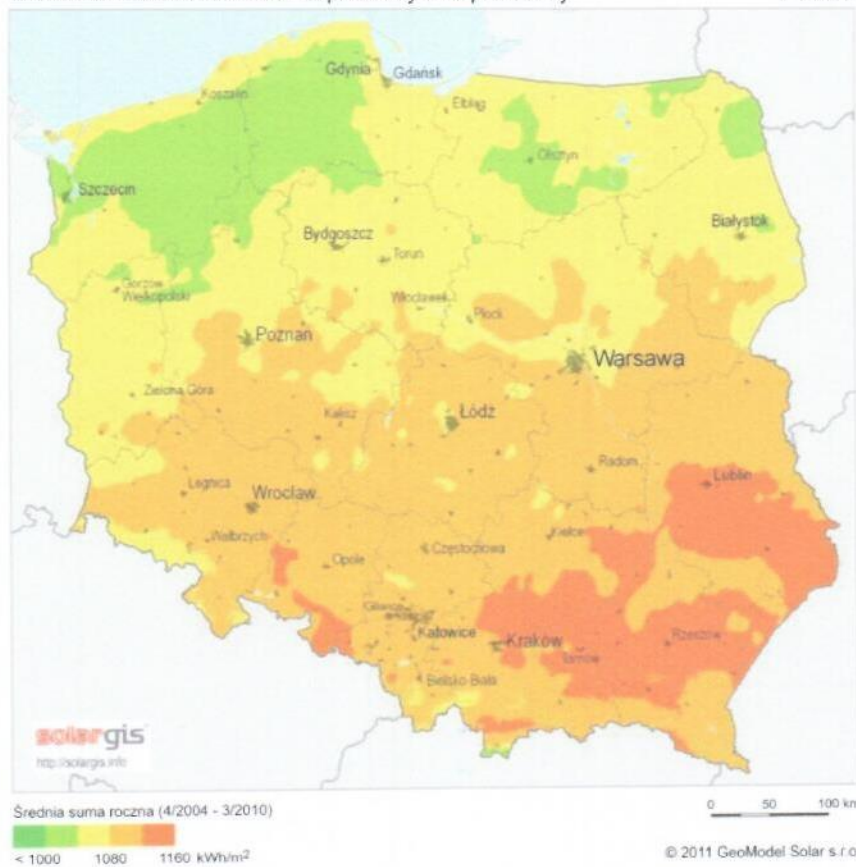 Gdynia
Gdańsk
Koszalin
Elbląg
Olsztyn
Szczecin
Białystok
Bydgoszcz
Toruń
Gorzów
Wielkopolski
Włocławek
Płock
Poznań
Warsawa
Zielona Góra
Kalisz
Łódź
Radom
Lublin
Legnica
Wrocław
Wałbrzych
Kielce
Opole
Częstochowa
Gliwice
Katowice
Kraków
Tarnów
Rzeszów
Bielsko-Biała
solargis
http://solargis.info
Średnia suma roczna (4/2004 - 3/2010)
0 50 100 km
< 1000 1080 1160 kWh/m²
© 2011 GeoModel Solar s.r.o